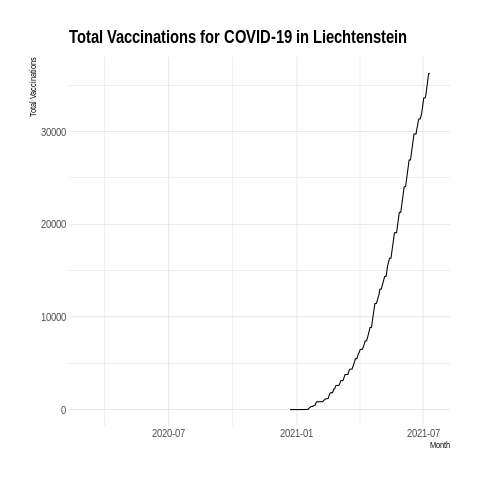 Total Vaccinations for COVID-19 in Liechtenstein
Total Vaccinations
30000
20000
10000
0
2020-07 2021-01 2021-07
Month